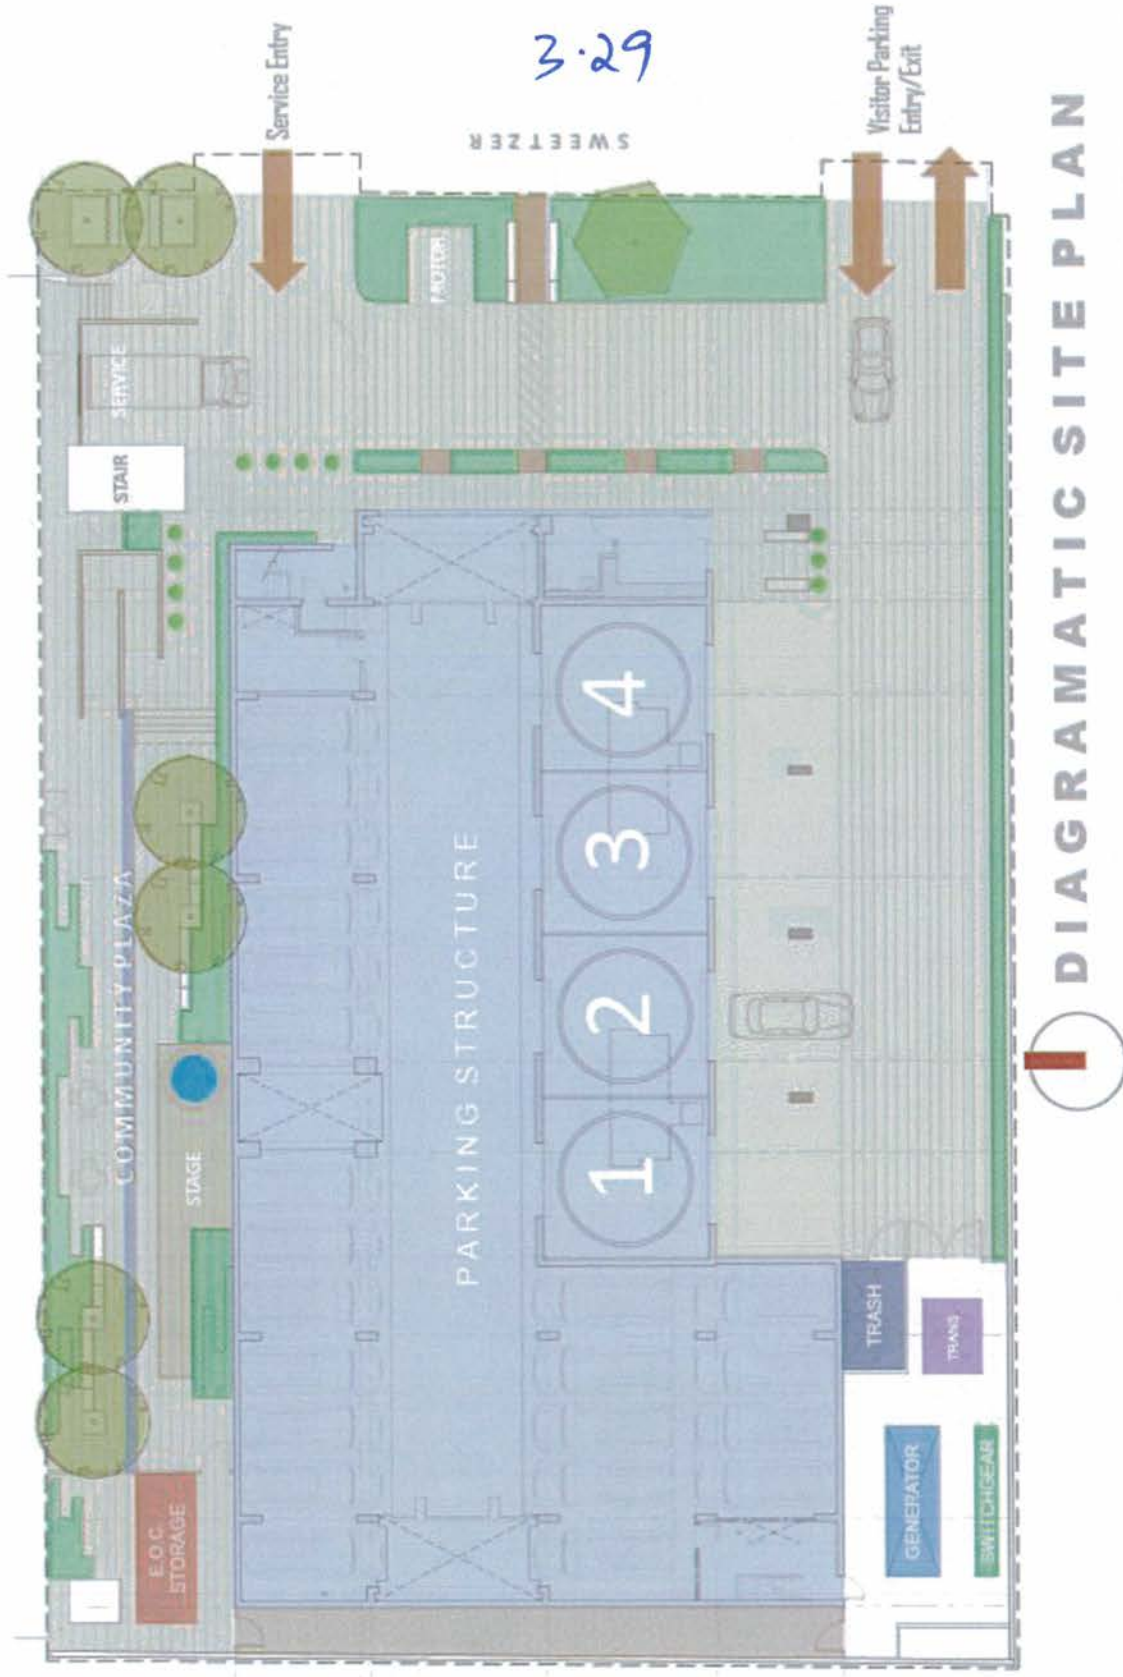 3.29
Service Entry
SWEETZER
Visitor Parking
Entry/Exit
MOTOR
SERVICE
STAIR
COMMUNITY PLAZA
STAGE
PARKING STRUCTURE
4
3
2
1
E.O.C.
STORAGE
TRASH
TRANS
GENERATOR
SWITCHGEAR
DIAGRAMATIC SITE PLAN